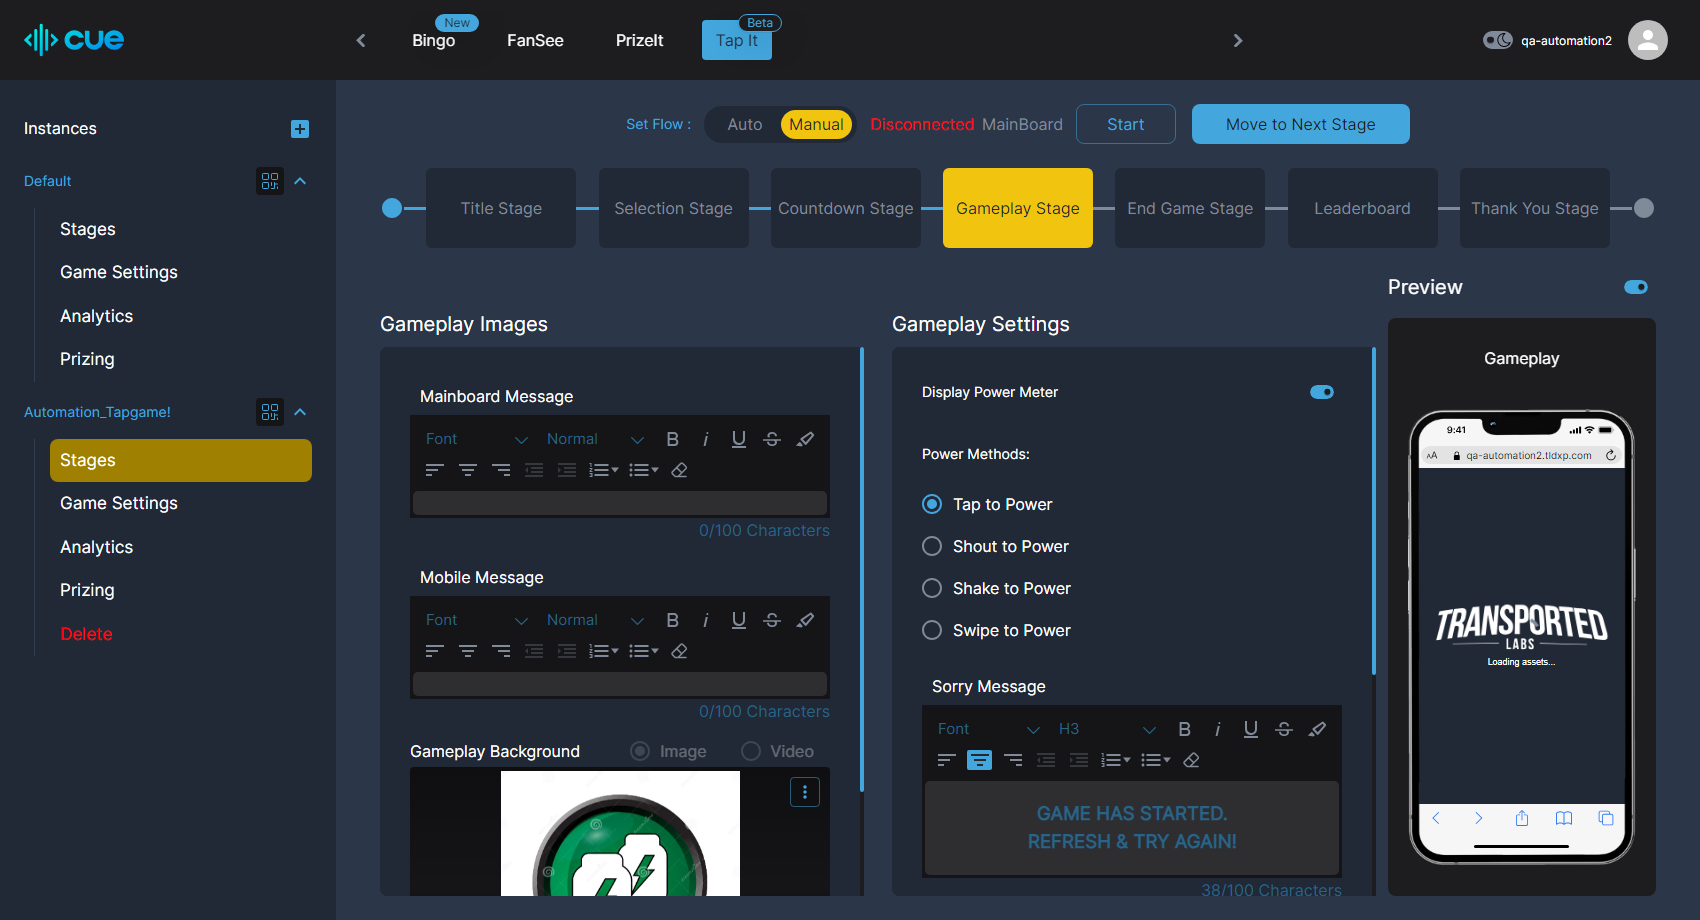 cue
Bingo
New
FanSee
PrizeIt
Tap It
Beta
qa-automation2
Instances
Default
Stages
Game Settings
Analytics
Prizing
Automation_Tapgame!
Stages
Game Settings
Analytics
Prizing
Delete
Set Flow :
Auto
Manual
Disconnected MainBoard
Start
Move to Next Stage
Title Stage
Selection Stage
Countdown Stage
Gameplay Stage
End Game Stage
Leaderboard
Thank You Stage
Gameplay Images
Mainboard Message
Font
Normal
0/100 Characters
Mobile Message
Font
Normal
0/100 Characters
Gameplay Background
Image
Video
Gameplay Settings
Display Power Meter
Power Methods:
Tap to Power
Shout to Power
Shake to Power
Swipe to Power
Sorry Message
Font
H3
GAME HAS STARTED.
REFRESH & TRY AGAIN!
38/100 Characters
Preview
Gameplay
9:41
AA
qa-automation2.tldxp.com
TRANSPORTED
LABS
Loading assets...